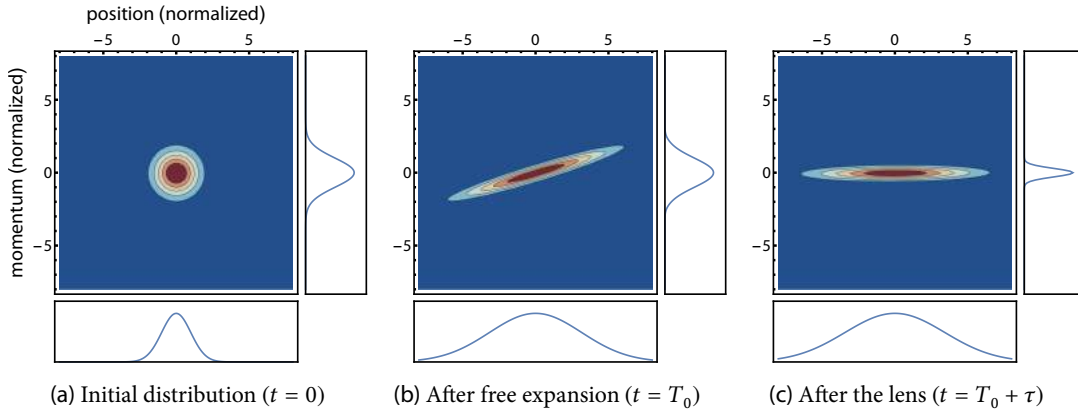 position (normalized)
−5 0 5
−5 0 5
−5 0 5
momentum (normalized)
5
0
−5
5
0
−5
5
0
−5
(a) Initial distribution (t = 0)
(b) After free expansion (t = T₀)
(c) After the lens (t = T₀ + τ)